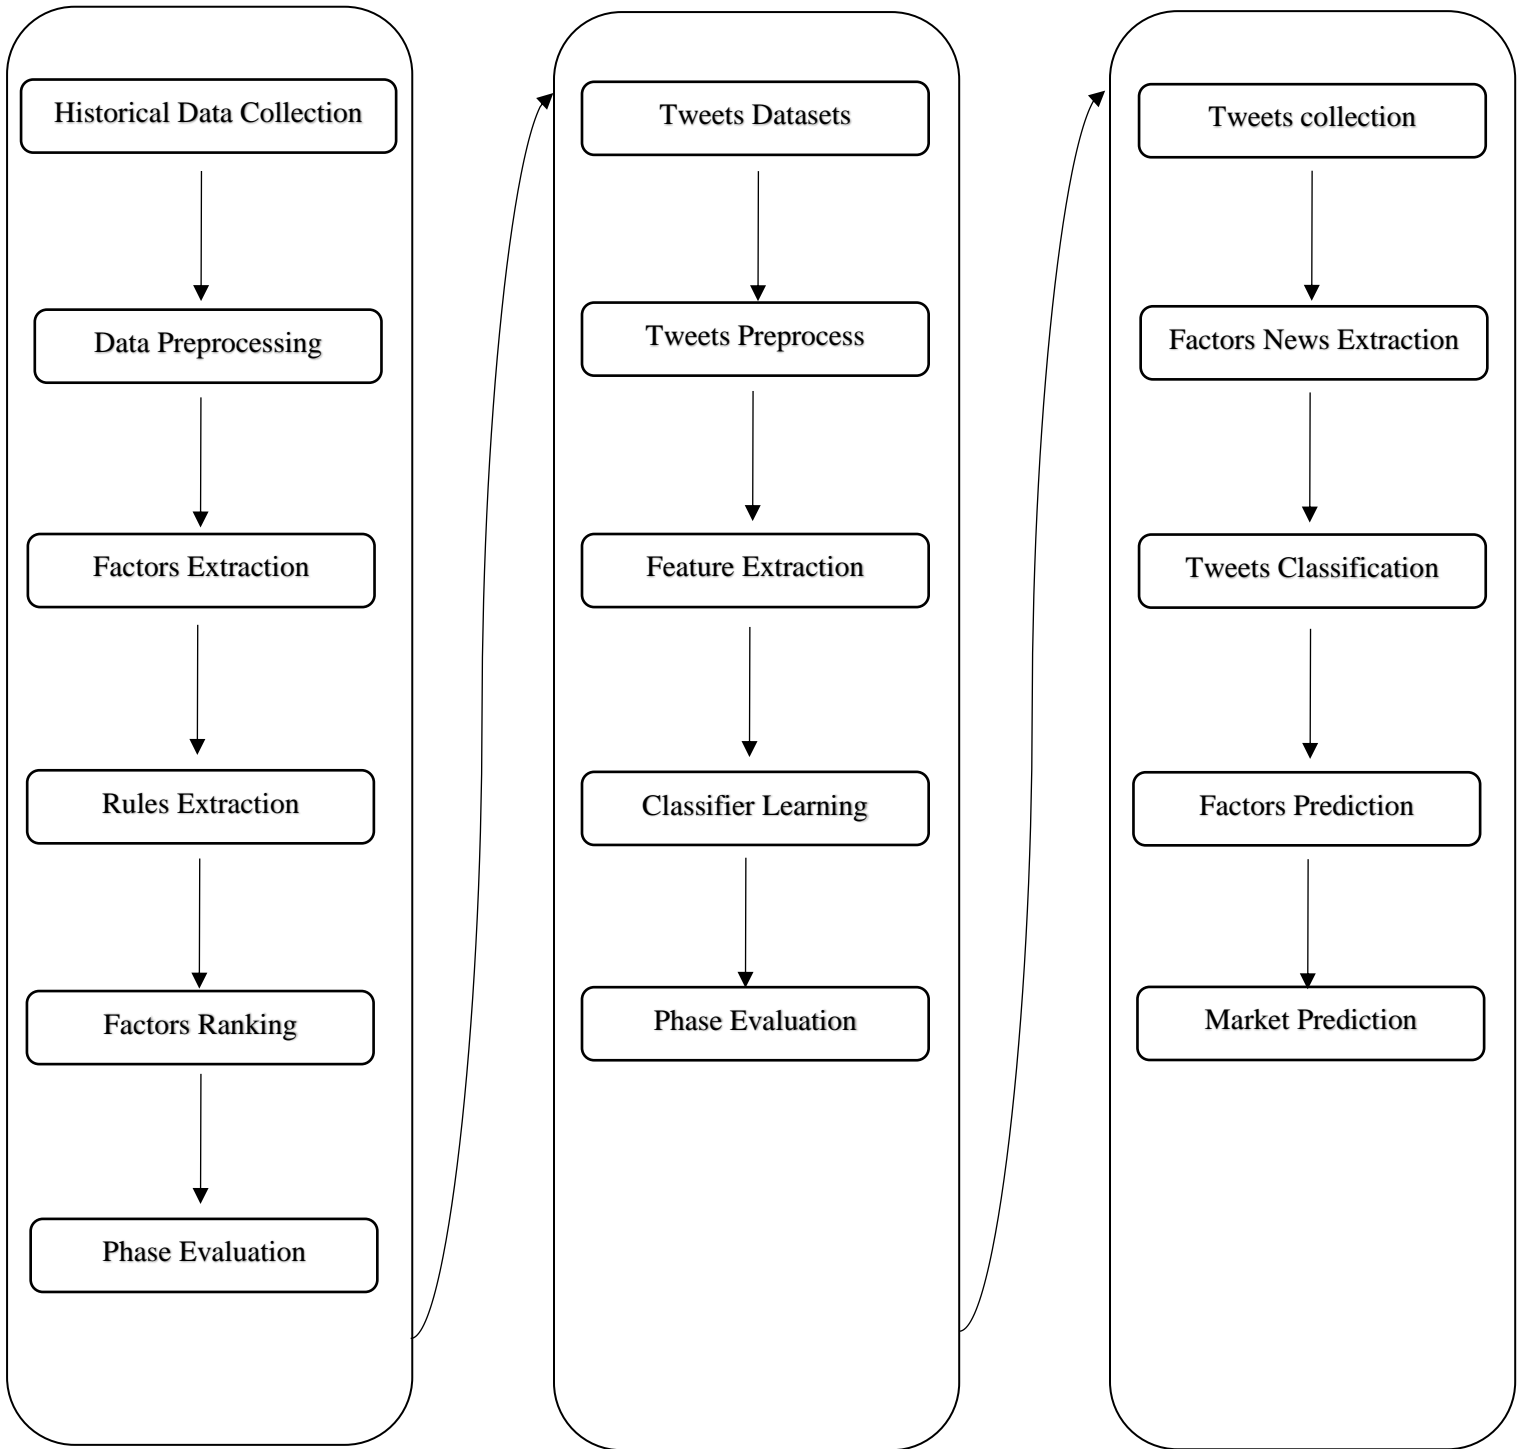 Historical Data Collection
Data Preprocessing
Factors Extraction
Rules Extraction
Factors Ranking
Phase Evaluation
Tweets Datasets
Tweets Preprocess
Feature Extraction
Classifier Learning
Phase Evaluation
Tweets collection
Factors News Extraction
Tweets Classification
Factors Prediction
Market Prediction